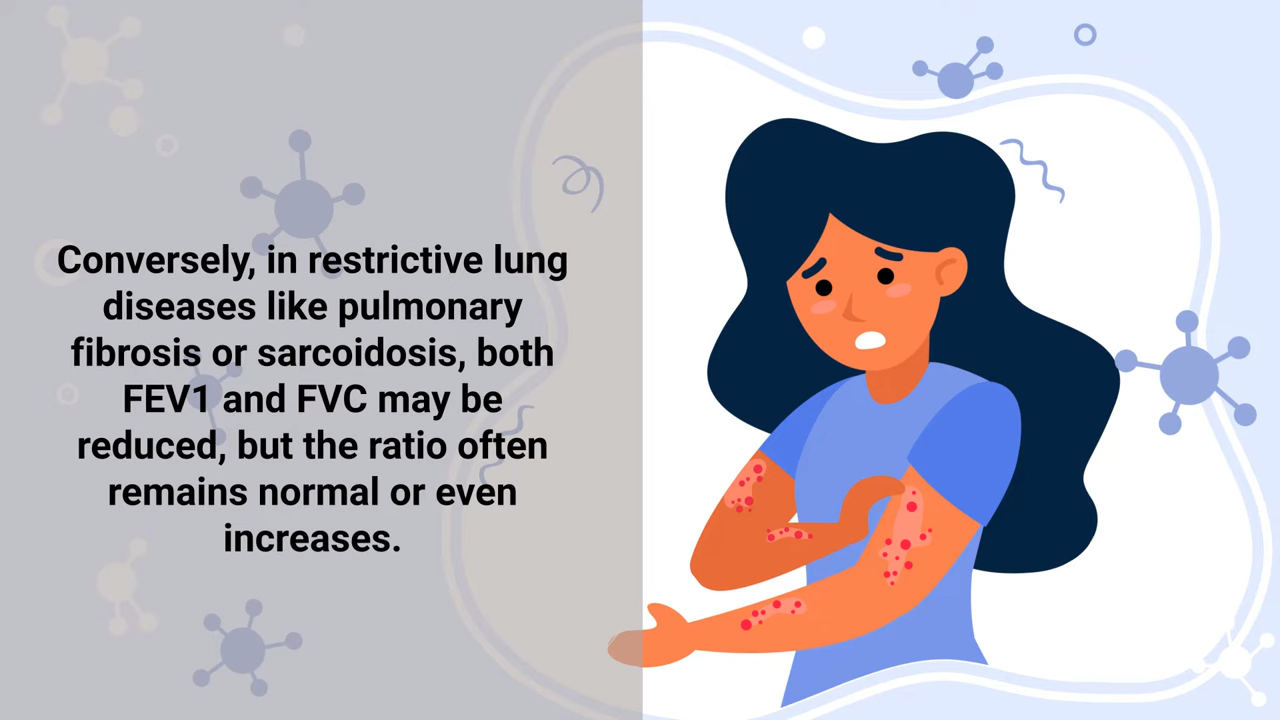 Conversely, in restrictive lung
diseases like pulmonary
fibrosis or sarcoidosis, both
FEV1 and FVC may be
reduced, but the ratio often
remains normal or even
increases.